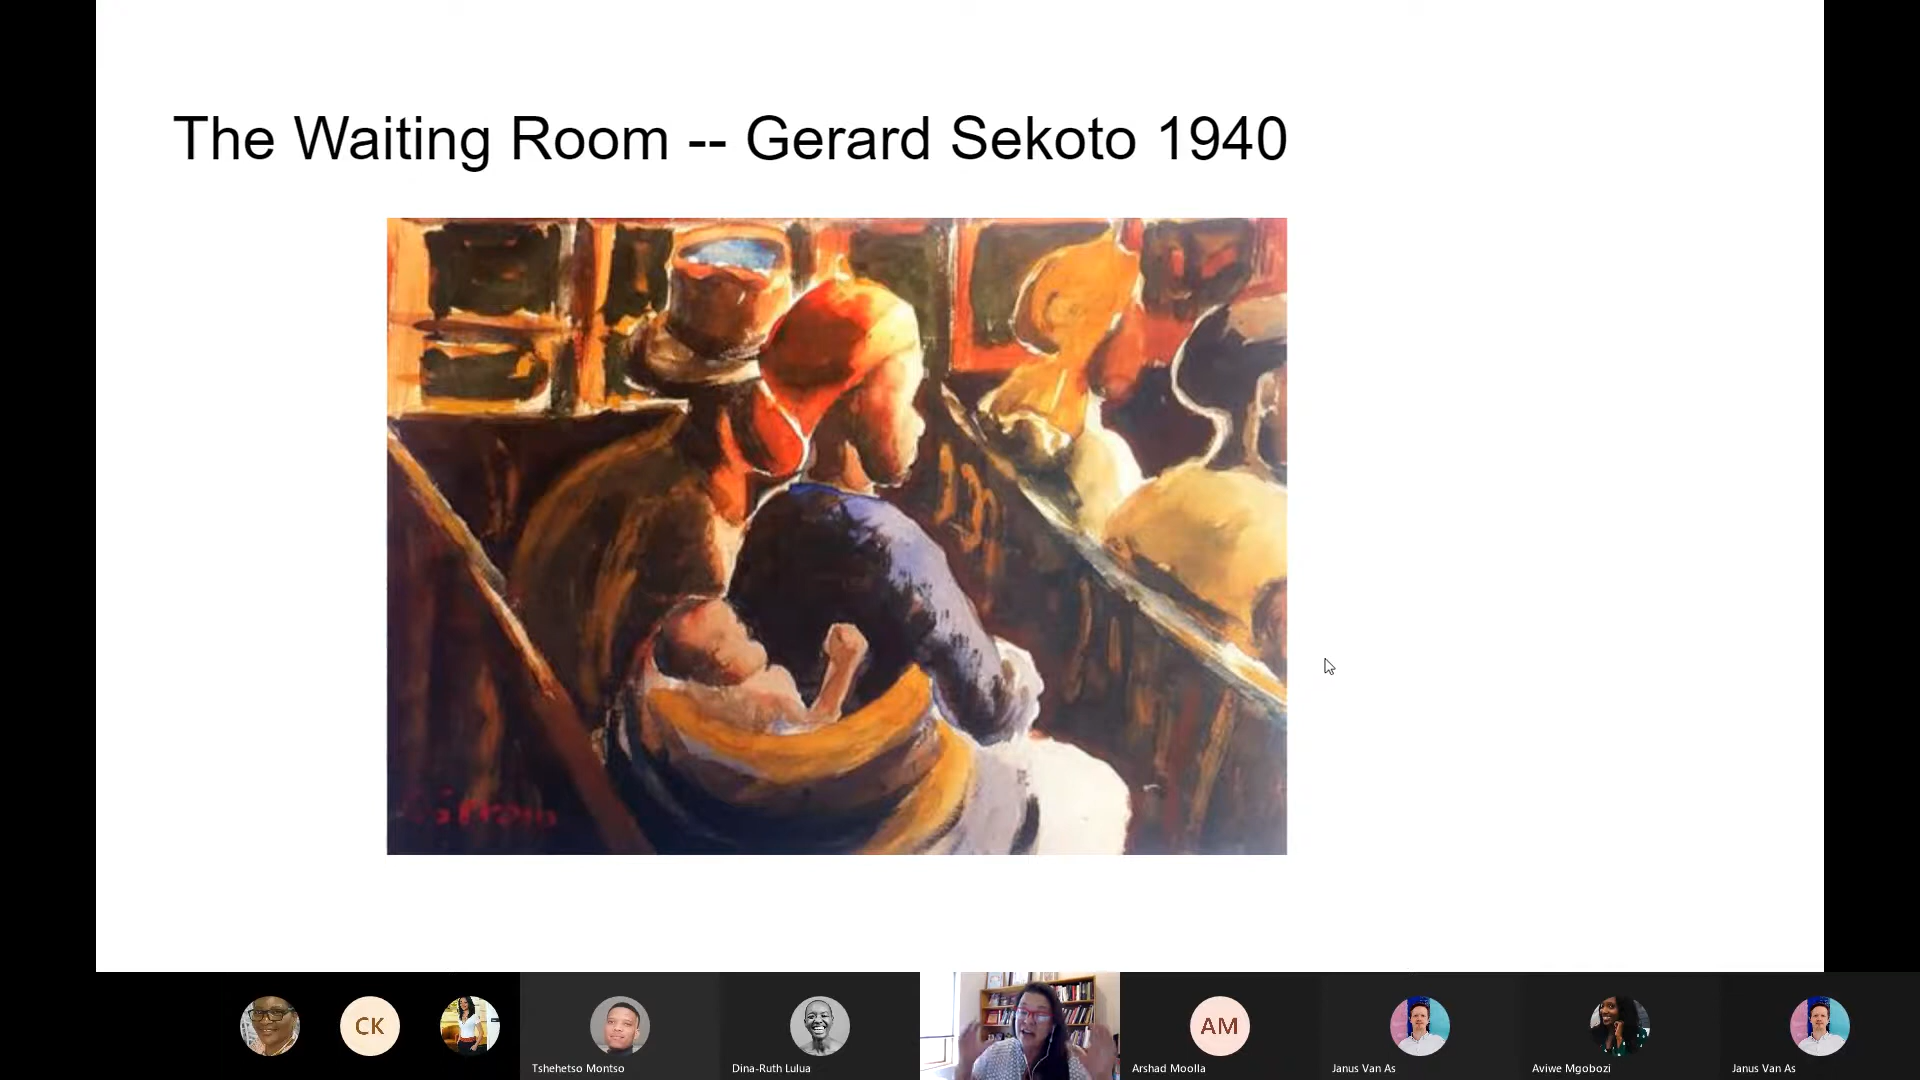 The Waiting Room -- Gerard Sekoto 1940
CK
AM
Tshehetso Montso
Dina-Ruth Lulua
Arshad Moolla
Janus Van As
Aviwe Mgobozi
Janus Van As